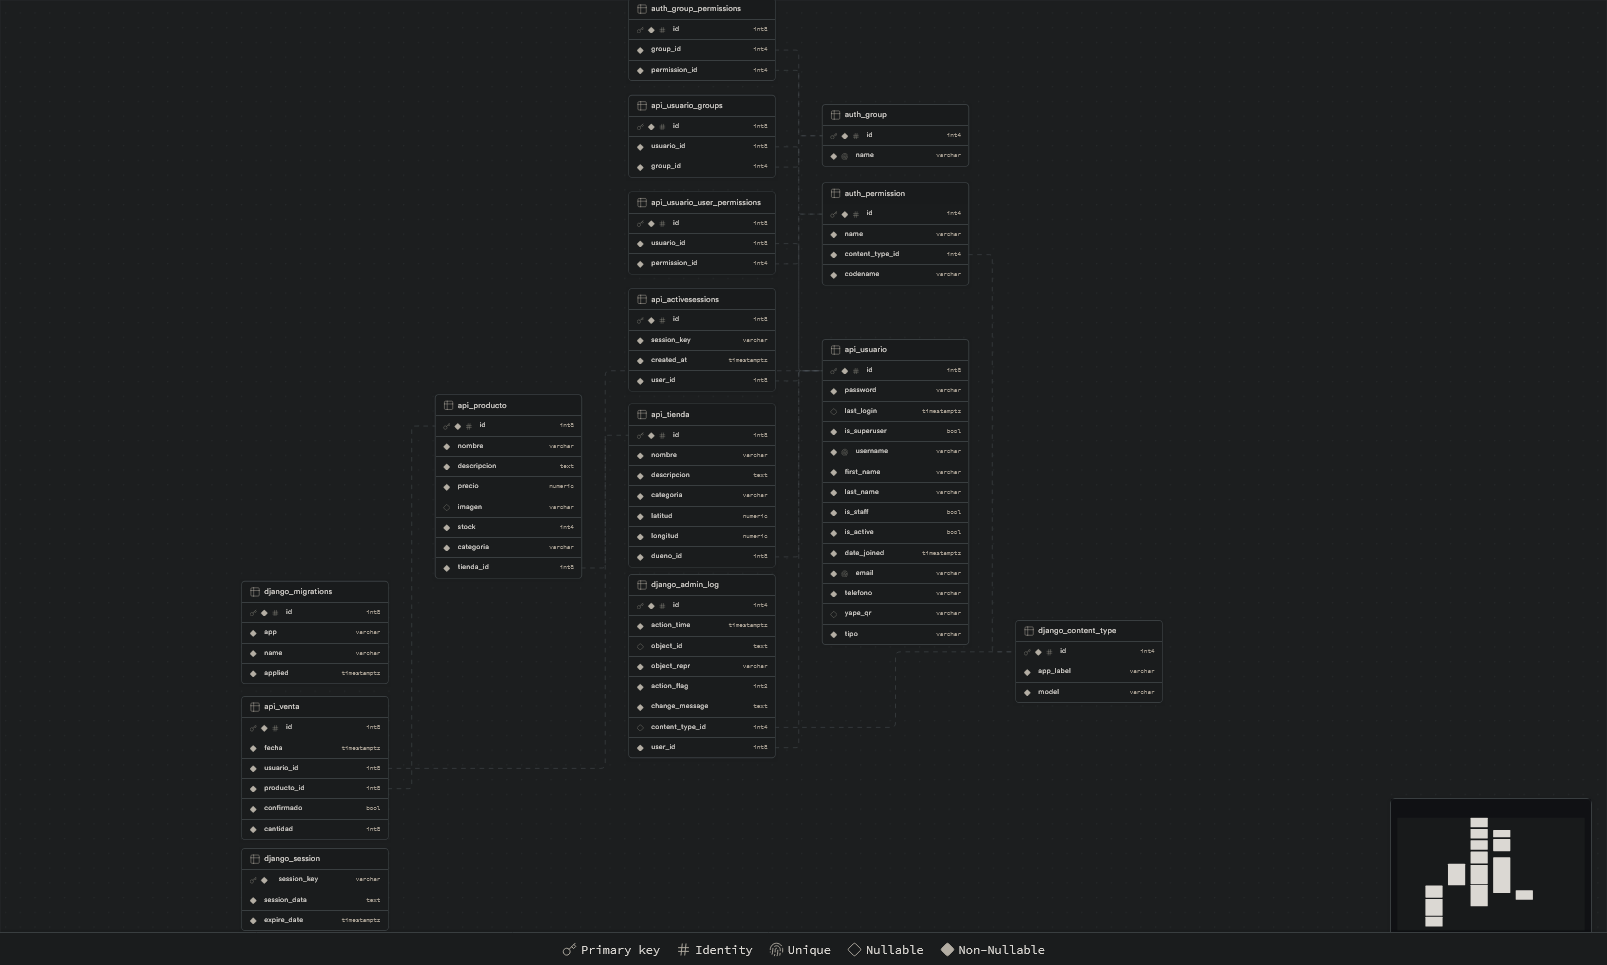 auth_group_permissions
id int8
group_id int4
permission_id int4
api_usuario_groups
id int8
usuario_id int8
group_id int4
api_usuario_user_permissions
id int8
usuario_id int8
permission_id int4
api_activesessions
id int8
session_key varchar
created_at timestamptz
user_id int8
api_tienda
id int8
nombre varchar
descripcion text
categoria varchar
latitud numeric
longitud numeric
dueno_id int8
django_admin_log
id int4
action_time timestamptz
object_id text
object_repr varchar
action_flag int2
change_message text
content_type_id int4
user_id int8
auth_group
id int4
name varchar
auth_permission
id int4
name varchar
content_type_id int4
codename varchar
api_usuario
id int8
password varchar
last_login timestamptz
is_superuser bool
username varchar
first_name varchar
last_name varchar
is_staff bool
is_active bool
date_joined timestamptz
email varchar
telefono varchar
yape_qr varchar
tipo varchar
api_producto
id int8
nombre varchar
descripcion text
precio numeric
imagen varchar
stock int4
categoria varchar
tienda_id int8
django_migrations
id int8
app varchar
name varchar
applied timestamptz
api_venta
id int8
fecha timestamptz
usuario_id int8
producto_id int8
confirmado bool
cantidad int8
django_session
session_key varchar
session_data text
expire_date timestamptz
django_content_type
id int4
app_label varchar
model varchar
Primary key # Identity Unique Nullable Non-Nullable